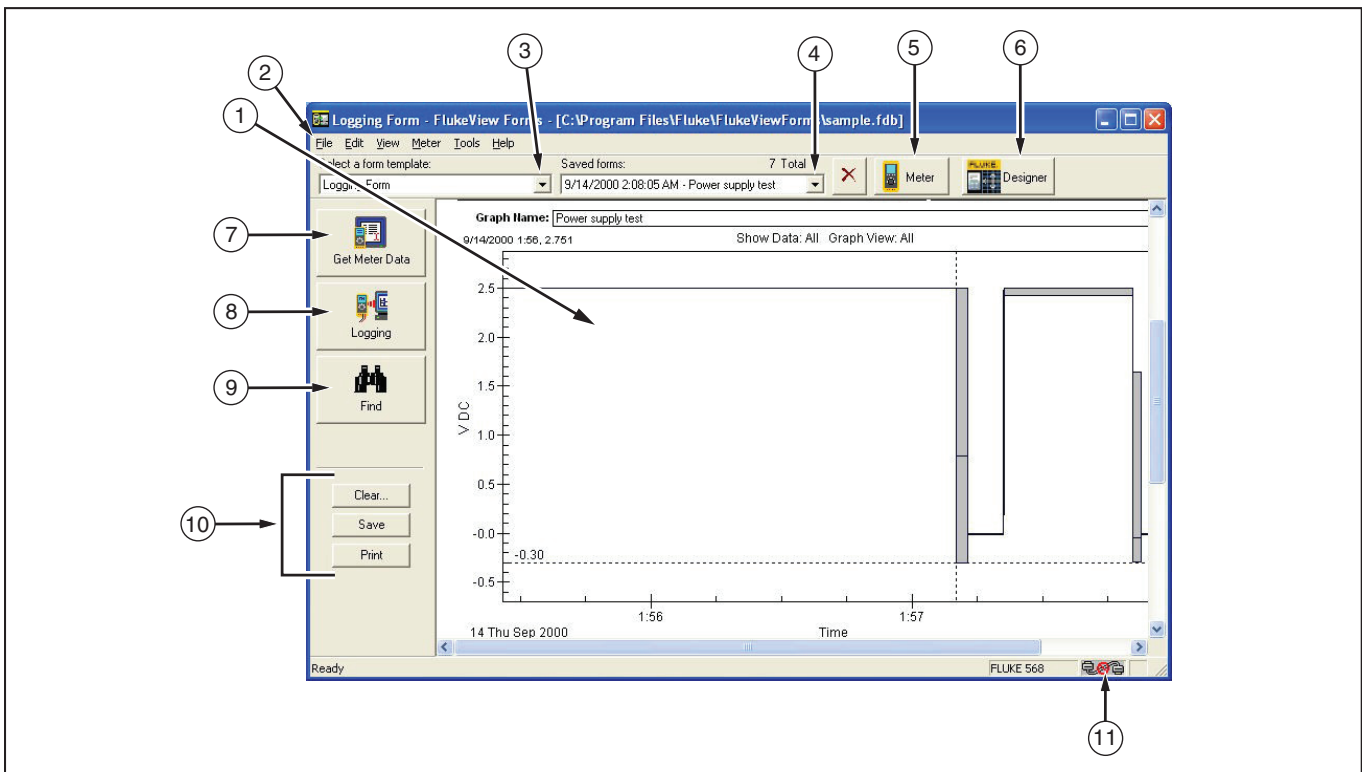 3
4
5
6
2
1
Logging Form - FlukeView Forms - [C:\Program Files\Fluke\FlukeViewForms\sample.fdb]
File Edit View Meter Tools Help
Select a form template:
Saved forms:
7 Total
Logging Form
9/14/2000 2:08:05 AM - Power supply test
Meter
FLUKE
Designer
7
Get Meter Data
8
Logging
9
Find
10
Clear...
Save
Print
Graph Name: Power supply test
9/14/2000 1:56, 2.751
Show Data: All Graph View: All
2.5
2.0
1.5
V DC
1.0
0.5
-0.0
-0.30
-0.5
1:56
1:57
14 Thu Sep 2000
Time
Ready
FLUKE 568
11